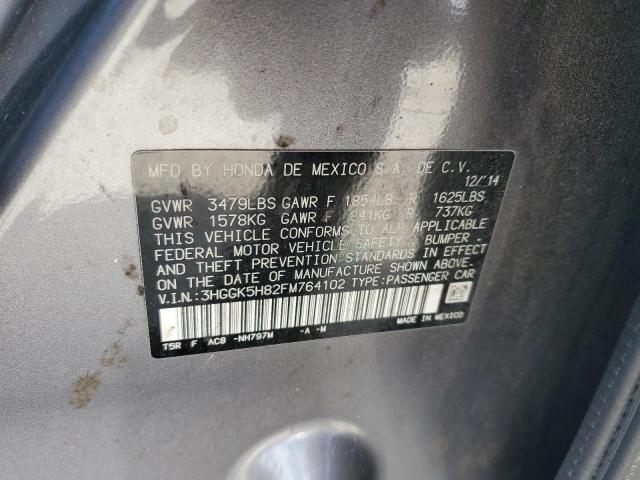 MFD. BY HONDA DE MEXICO S.A. DE C.V.
12/'14
GVWR 3479LBS GAWR F 1854LB R 1625LBS
GVWR 1578KG GAWR F 841KG R 737KG
THIS VEHICLE CONFORMS TO ALL APPLICABLE
FEDERAL MOTOR VEHICLE SAFETY, BUMPER,
AND THEFT PREVENTION STANDARDS IN EFFECT
ON THE DATE OF MANUFACTURE SHOWN ABOVE.
V.I.N.: 3HGGK5H82FM764102 TYPE: PASSENGER CAR
T5R F AC8 -NH797M -A -M MADE IN MEXICO